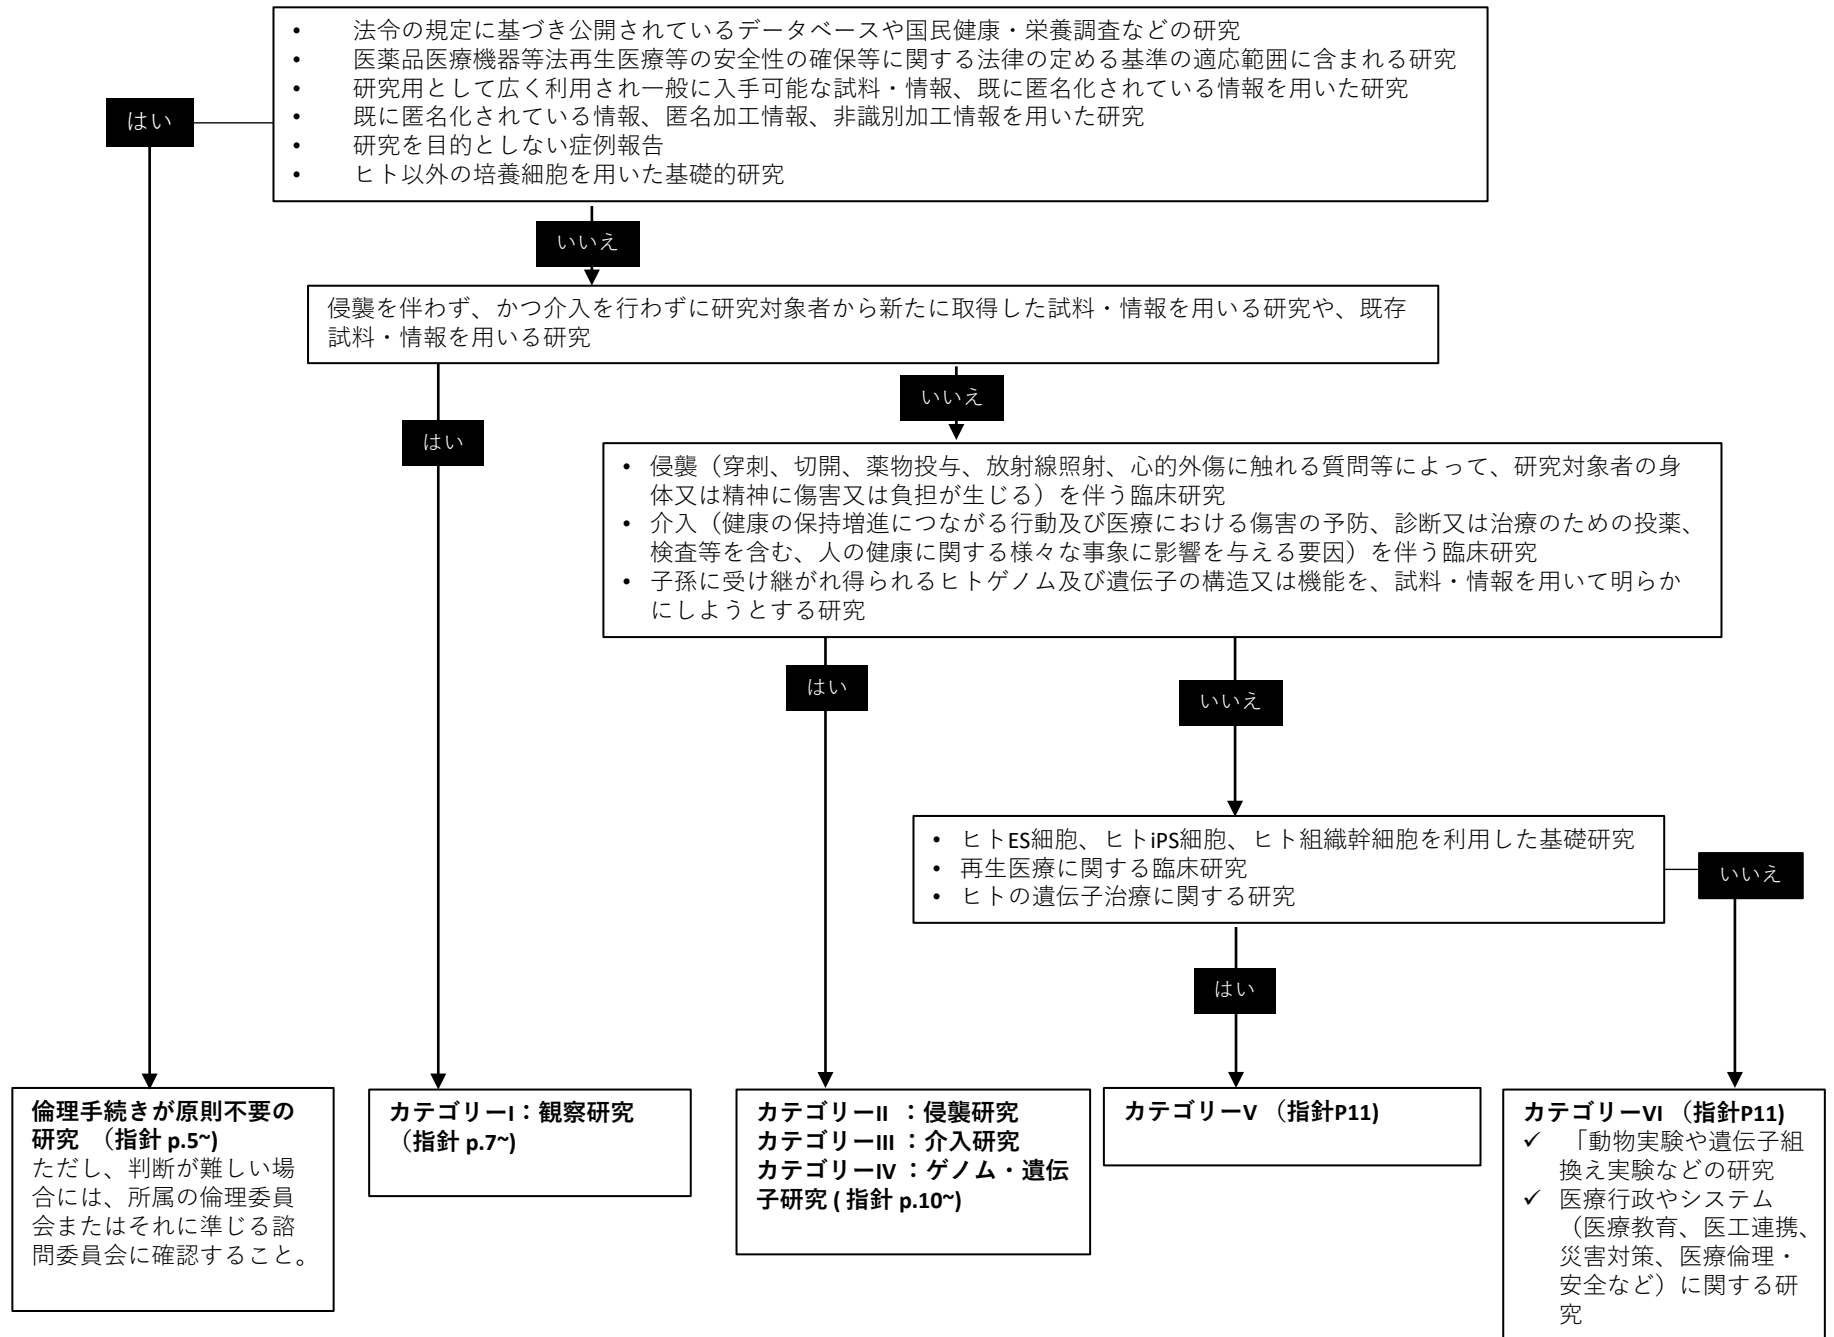 • 法令の規定に基づき公開されているデータベースや国民健康・栄養調査などの研究
• 医薬品医療機器等法再生医療等の安全性の確保等に関する法律の定める基準の適応範囲に含まれる研究
• 研究用として広く利用され一般に入手可能な試料・情報、既に匿名化されている情報を用いた研究
• 既に匿名化されている情報、匿名加工情報、非識別加工情報を用いた研究
• 研究を目的としない症例報告
• ヒト以外の培養細胞を用いた基礎的研究
はい
いいえ
侵襲を伴わず、かつ介入を行わずに研究対象者から新たに取得した試料・情報を用いる研究や、既存
試料・情報を用いる研究
いいえ
はい
• 侵襲（穿刺、切開、薬物投与、放射線照射、心的外傷に触れる質問等によって、研究対象者の身
体又は精神に傷害又は負担が生じる）を伴う臨床研究
• 介入（健康の保持増進につながる行動及び医療における傷害の予防、診断又は治療のための投薬、
検査等を含む、人の健康に関する様々な事象に影響を与える要因）を伴う臨床研究
• 子孫に受け継がれ得られるヒトゲノム及び遺伝子の構造又は機能を、試料・情報を用いて明らか
にしようとする研究
はい
いいえ
• ヒトES細胞、ヒトiPS細胞、ヒト組織幹細胞を利用した基礎研究
• 再生医療に関する臨床研究
• ヒトの遺伝子治療に関する研究
いいえ
はい
倫理手続きが原則不要の
研究 （指針 p.5~)
ただし、判断が難しい場
合には、所属の倫理委員
会またはそれに準じる諮
問委員会に確認すること。
カテゴリーI：観察研究
（指針 p.7~)
カテゴリーII ：侵襲研究
カテゴリーIII：介入研究
カテゴリーIV：ゲノム・遺伝
子研究 ( 指針 p.10~)
カテゴリーV （指針P11)
カテゴリーVI （指針P11)
✓ 「動物実験や遺伝子組
換え実験などの研究
✓ 医療行政やシステム
（医療教育、医工連携、
災害対策、医療倫理・
安全など）に関する研
究